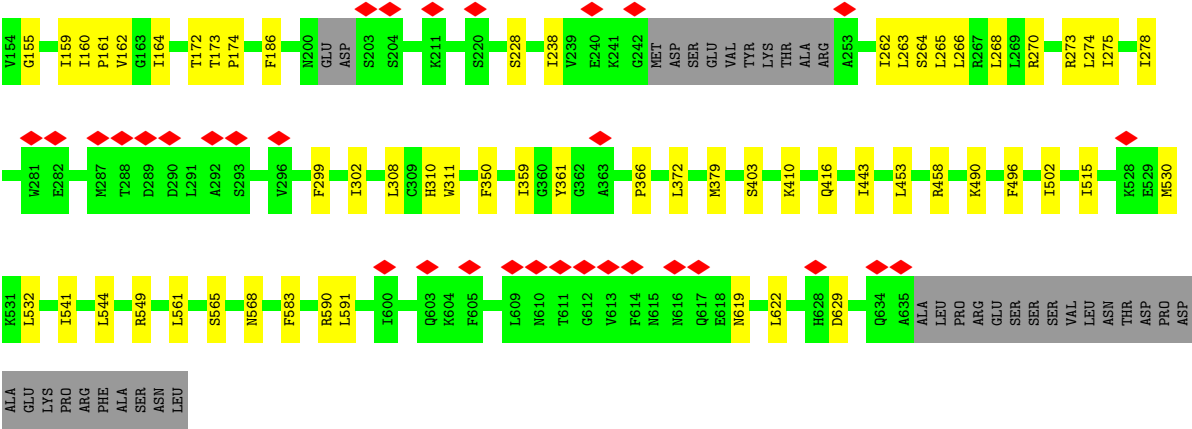 V154 G155 I159 I160 P161 V162 G163 I164 T172 T173 P174 F186 N200 GLU ASP S203 S204 K211 S220 S228 I238 V239 E240 K241 G242 MET ASP SER GLU VAL TYR LYS THR ALA ARG A253 I262 L263 S264 L265 L266 R267 L268 L269 R270 R273 L274 I275 I278
W281 E282 M287 T288 D289 D290 L291 A292 S293 V296 F299 I302 L308 C309 H310 W311 F350 I359 G360 Y361 G362 A363 P366 L372 M379 S403 K410 Q416 I443 L453 R458 K490 F496 I502 I515 K528 E529 M530
K531 L532 I541 L544 R549 L561 S565 N568 F583 R590 L591 I600 Q603 K604 F605 L609 N610 T611 G612 V613 F614 N615 N616 Q617 E618 N619 L622 H628 D629 Q634 A635 ALA LEU PRO ARG GLU SER SER SER VAL LEU ASN THR ASP PRO ASP
ALA GLU LYS PRO ARG PHE ALA SER ASN LEU